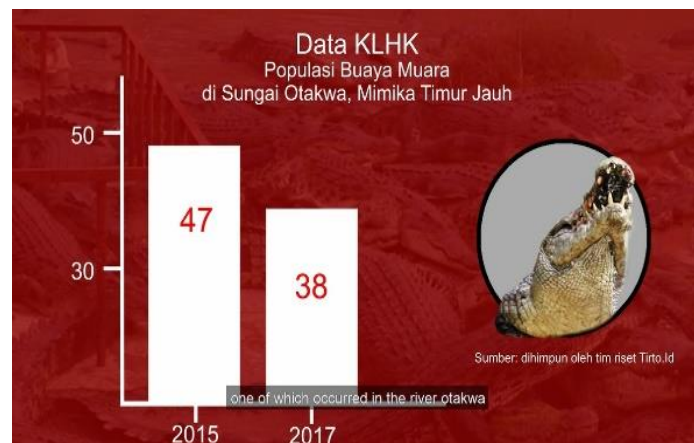 Data KLHK
Populasi Buaya Muara
di Sungai Otakwa, Mimika Timur Jauh
50
47
30
38
Sumber: dihimpun oleh tim riset Tirto.Id
one of which occurred in the river otakwa
2015 2017